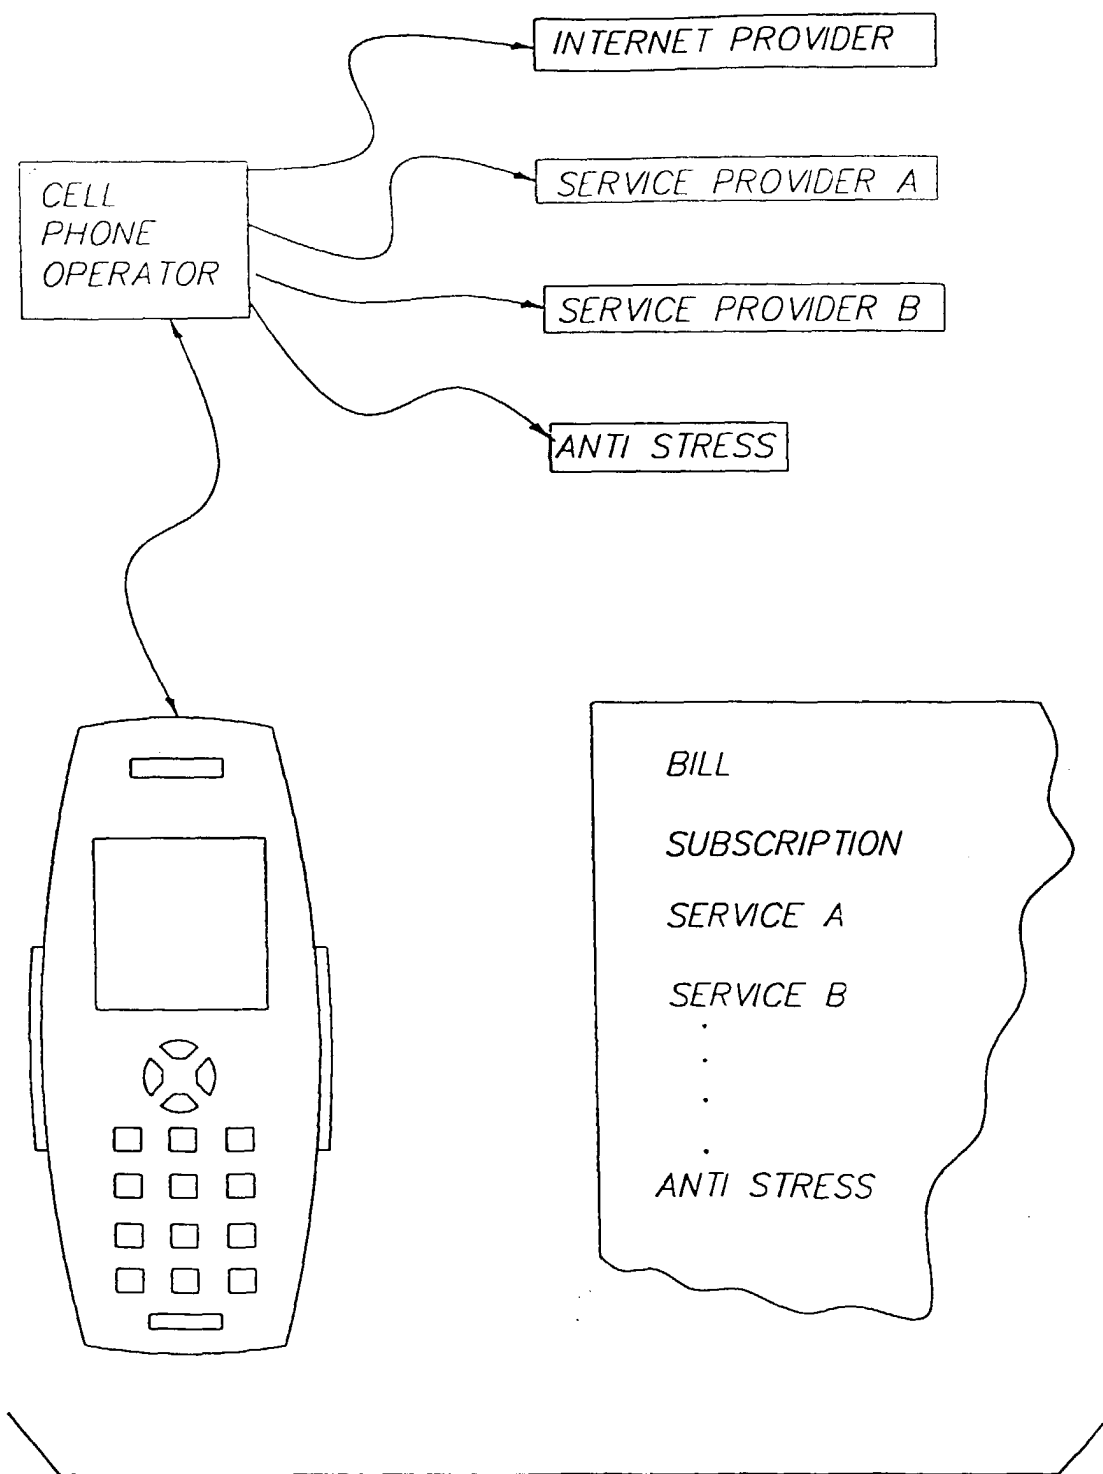 INTERNET PROVIDER
CELL
PHONE
OPERATOR
SERVICE PROVIDER A
SERVICE PROVIDER B
ANTI STRESS
BILL
SUBSCRIPTION
SERVICE A
SERVICE B
ANTI STRESS